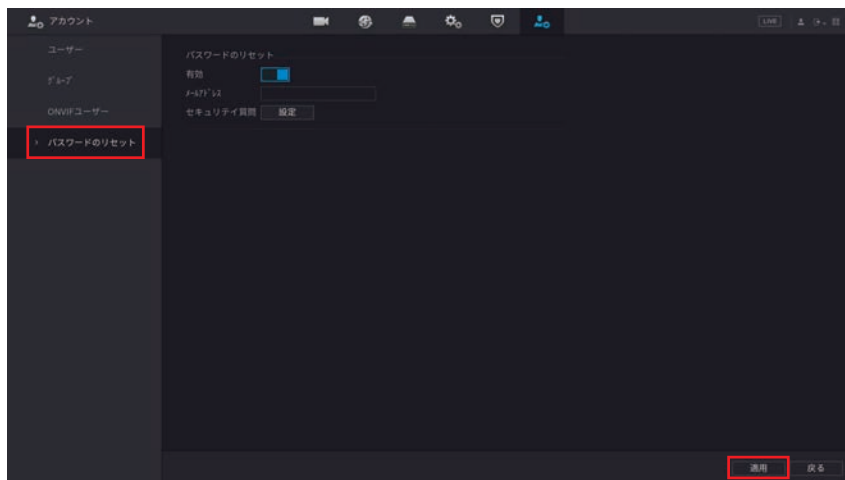 アカウント
LIVE
ユーザー
グループ
ONVIFユーザー
パスワードのリセット
パスワードのリセット
有効
メールアドレス
セキュリティ質問 設定
適用 戻る